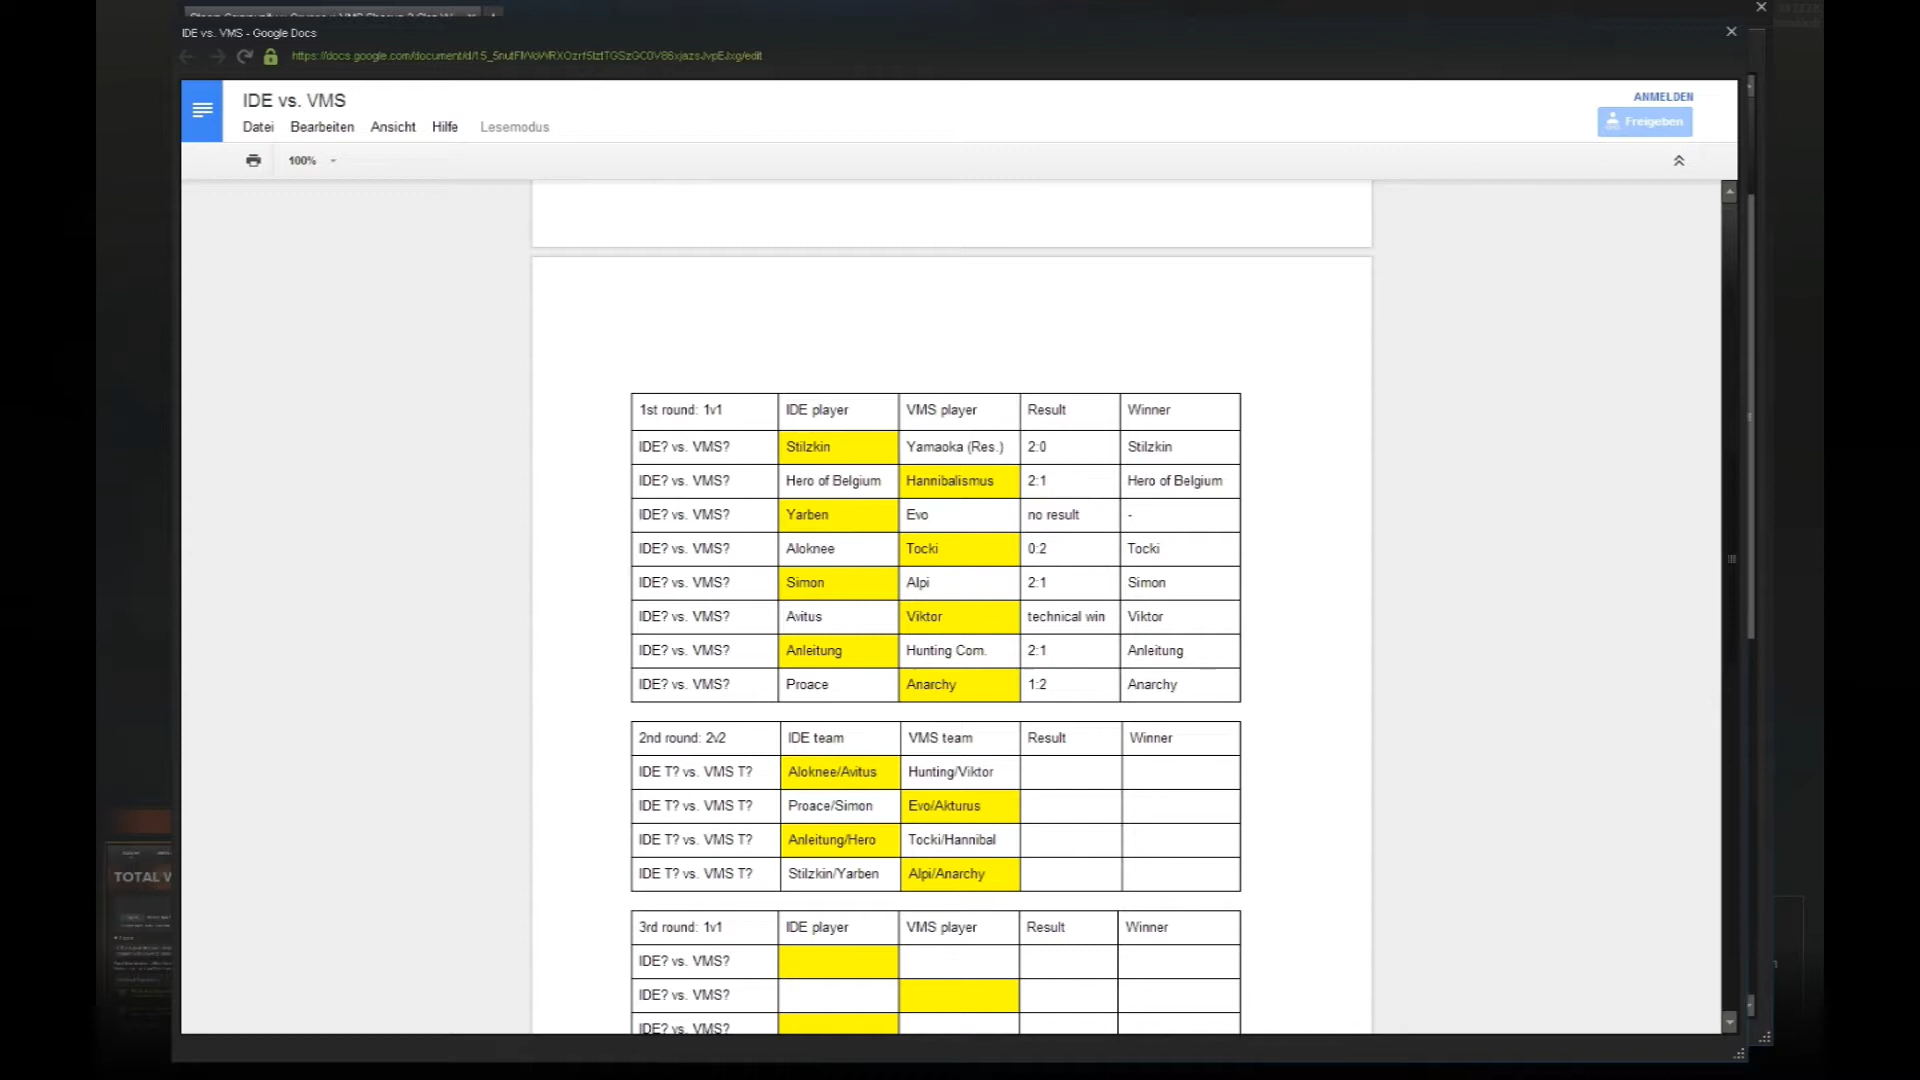 IDE vs. VMS - Google Docs
IDE vs. VMS
ANMELDEN
Freigeben
Datei Bearbeiten Ansicht Hilfe Lesemodus
100%
1st round: 1v1 IDE player VMS player Result Winner
IDE? vs. VMS? Stilzkin Yamaoka (Res.) 2:0 Stilzkin
IDE? vs. VMS? Hero of Belgium Hannibalismus 2:1 Hero of Belgium
IDE? vs. VMS? Yarben Evo no result -
IDE? vs. VMS? Aloknee Tocki 0:2 Tocki
IDE? vs. VMS? Simon Alpi 2:1 Simon
IDE? vs. VMS? Avitus Viktor technical win Viktor
IDE? vs. VMS? Anleitung Hunting Com. 2:1 Anleitung
IDE? vs. VMS? Proace Anarchy 1:2 Anarchy
2nd round: 2v2 IDE team VMS team Result Winner
IDE T? vs. VMS T? Aloknee/Avitus Hunting/Viktor
IDE T? vs. VMS T? Proace/Simon Evo/Akturus
IDE T? vs. VMS T? Anleitung/Hero Tocki/Hannibal
IDE T? vs. VMS T? Stilzkin/Yarben Alpi/Anarchy
3rd round: 1v1 IDE player VMS player Result Winner
IDE? vs. VMS?
IDE? vs. VMS?
IDE? vs. VMS?
TOTAL